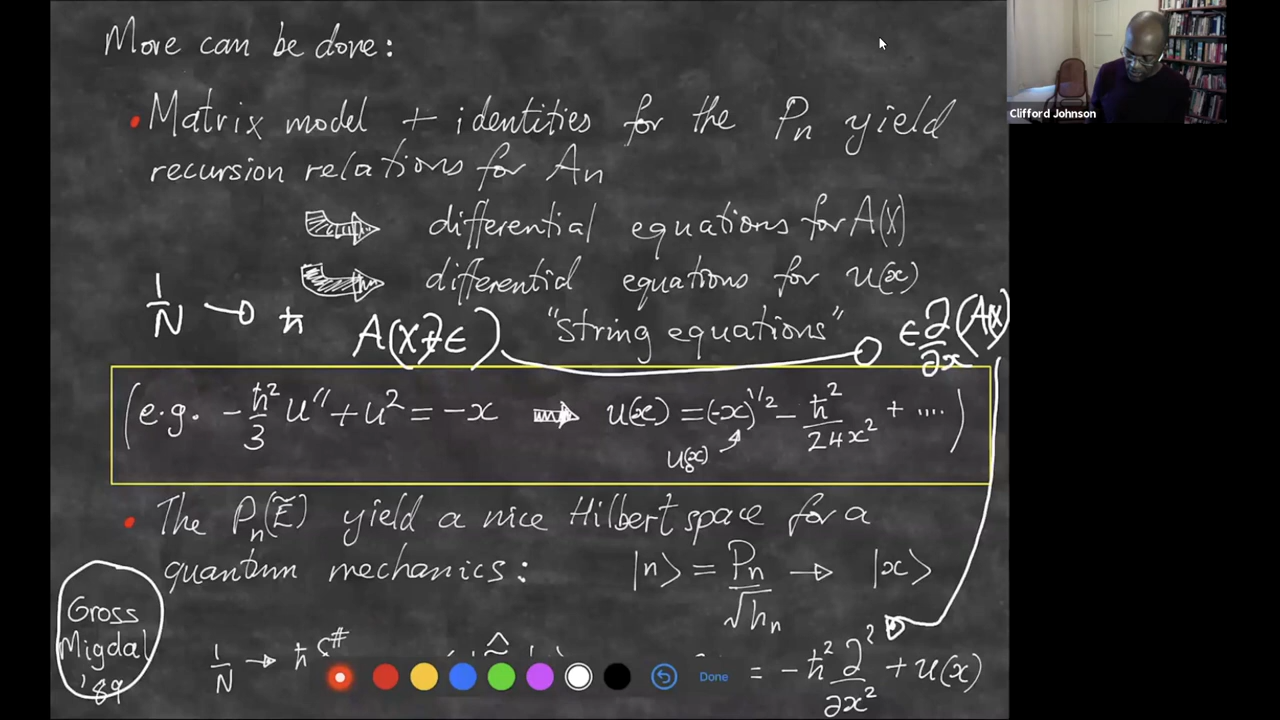 More can be done:
Clifford Johnson
• Matrix model + identities for the Pₙ yield
recursion relations for Aₙ
differential equations for A(X)
differential equations for u(x)
1/N → ħ
A(X+ϵ)
"string equations"
ϵ ∂/∂x (A(x))
(e.g. -ħ²/3 u'' + u² = -x ⇒ u(x) = (-x)^1/2 - ħ²/24x² + ....)
u₀(x)
• The Pₙ(Ẽ) yield a nice Hilbert space for a
quantum mechanics: |n> = Pₙ/√hₙ → |x>
Gross
Migdal
'89
1/N → ħ
= -ħ² ∂²/∂x² + u(x)
Done